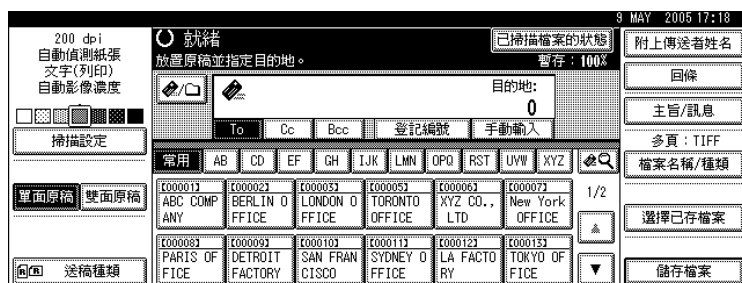 9 MAY 2005 17:18
200 dpi
自動偵測紙張
文字(列印)
自動影像濃度
掃描設定
單面原稿 雙面原稿
送稿種類
就緒
已掃描檔案的狀態
放置原稿並指定目的地。
暫存:100%
目的地:
0
To Cc Bcc 登記編號 手動輸入
常用 AB CD EF GH IJK LMN OPQ RST UVW XYZ
[00001] ABC COMP
ANY
[00002] BERLIN O
FFICE
[00003] LONDON O
FFICE
[00005] TORONTO
OFFICE
[00006] XYZ CO.,
LTD
[00007] New York
OFFICE
1/2
[00008] PARIS OF
FICE
[00009] DETROIT
FACTORY
[00010] SAN FRAN
CISCO
[00011] SYDNEY O
FFICE
[00012] LA FACTO
RY
[00013] TOKYO OF
FICE
附上傳送者姓名
回條
主旨/訊息
多頁:TIFF
檔案名稱/種類
選擇已存檔案
儲存檔案